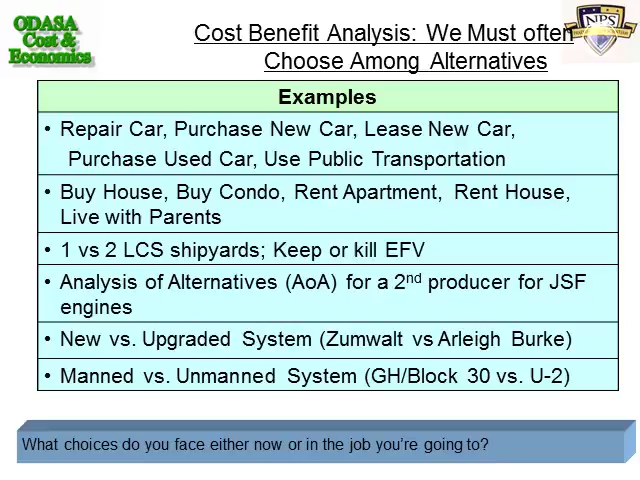 ODASA
Cost &
Economics
Cost Benefit Analysis: We Must often
Choose Among Alternatives
NPS
Examples
• Repair Car, Purchase New Car, Lease New Car,
Purchase Used Car, Use Public Transportation
• Buy House, Buy Condo, Rent Apartment, Rent House,
Live with Parents
• 1 vs 2 LCS shipyards; Keep or kill EFV
• Analysis of Alternatives (AoA) for a 2nd producer for JSF
engines
• New vs. Upgraded System (Zumwalt vs Arleigh Burke)
• Manned vs. Unmanned System (GH/Block 30 vs. U-2)
What choices do you face either now or in the job you're going to?